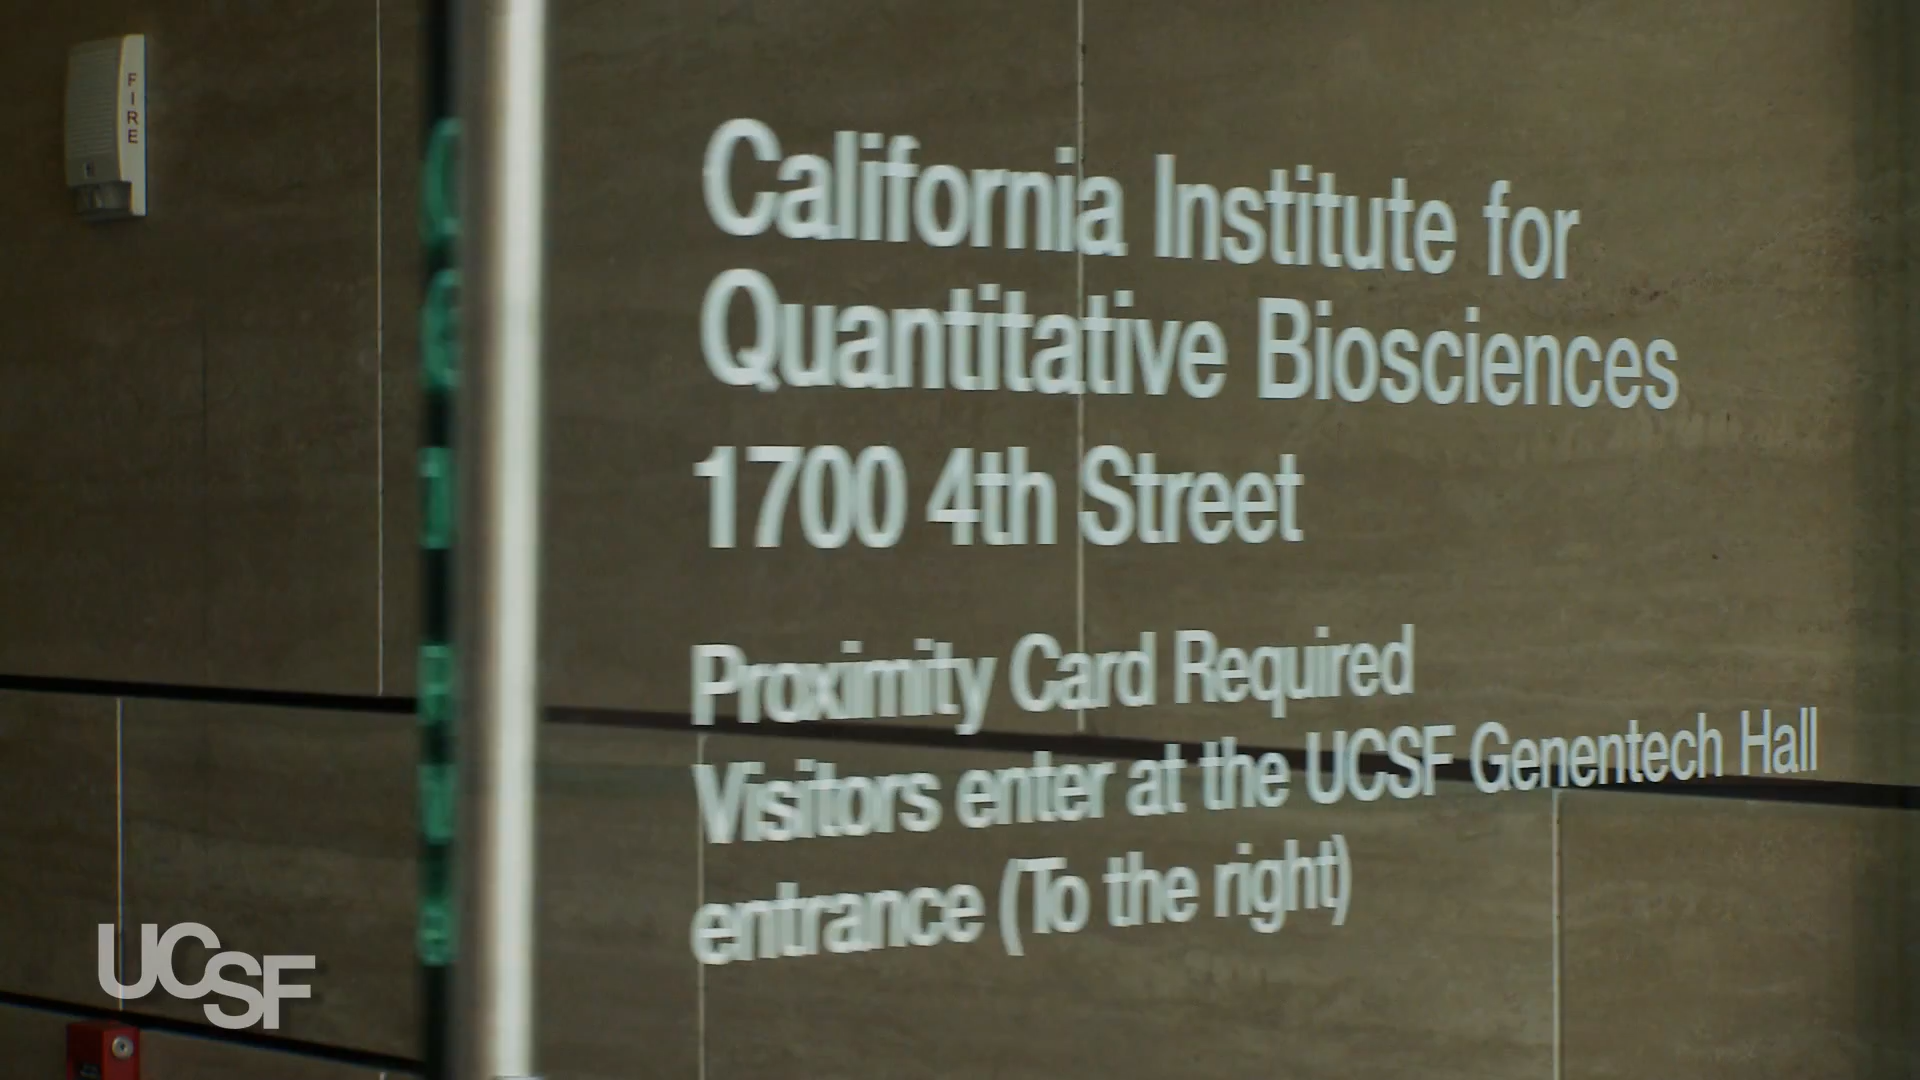 FIRE
California Institute for
Quantitative Biosciences
1700 4th Street
Proximity Card Required
Visitors enter at the UCSF Genentech Hall
entrance (To the right)
UCSF